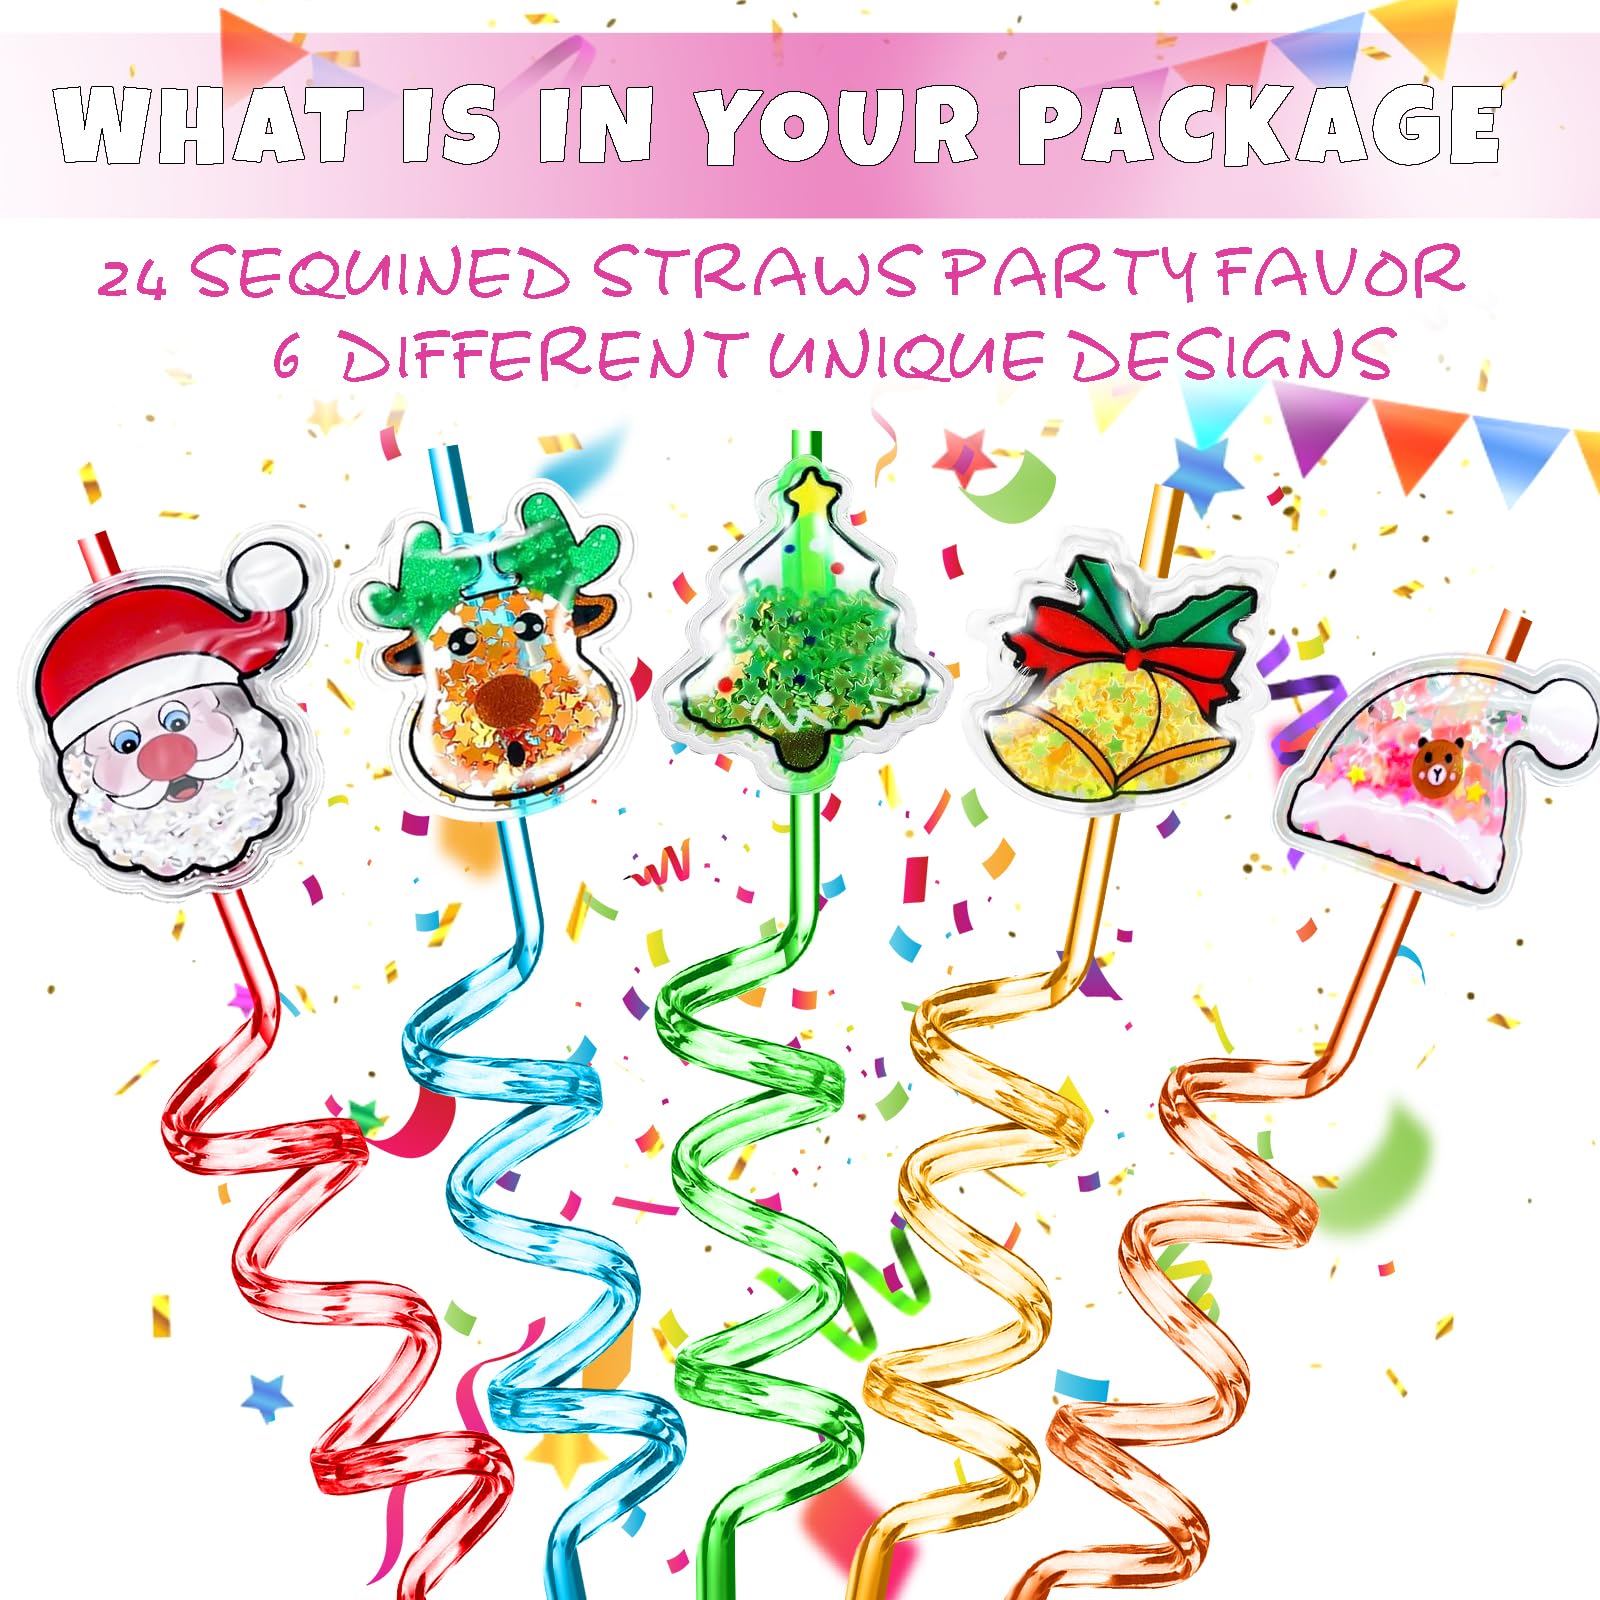 WHAT IS IN YOUR PACKAGE
24 SEQUINED STRAWS PARTY FAVOR
6 DIFFERENT UNIQUE DESIGNS